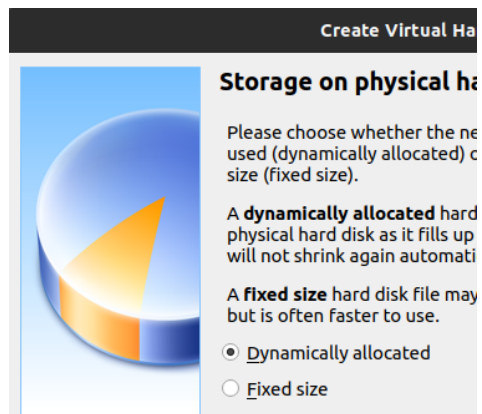 Create Virtual Ha
Storage on physical ha
Please choose whether the ne
used (dynamically allocated) o
size (fixed size).
A dynamically allocated hard
physical hard disk as it fills up
will not shrink again automati
A fixed size hard disk file may
but is often faster to use.
Dynamically allocated
Fixed size